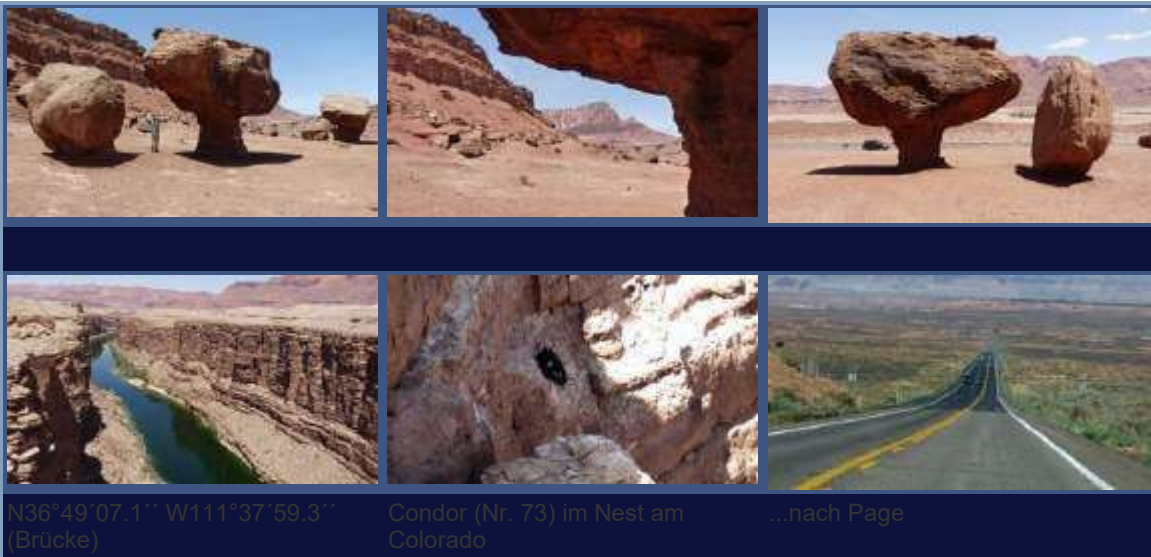 N36°49´07.1´´ W111°37´59.3´´
(Brücke)
Condor (Nr. 73) im Nest am
Colorado
...nach Page